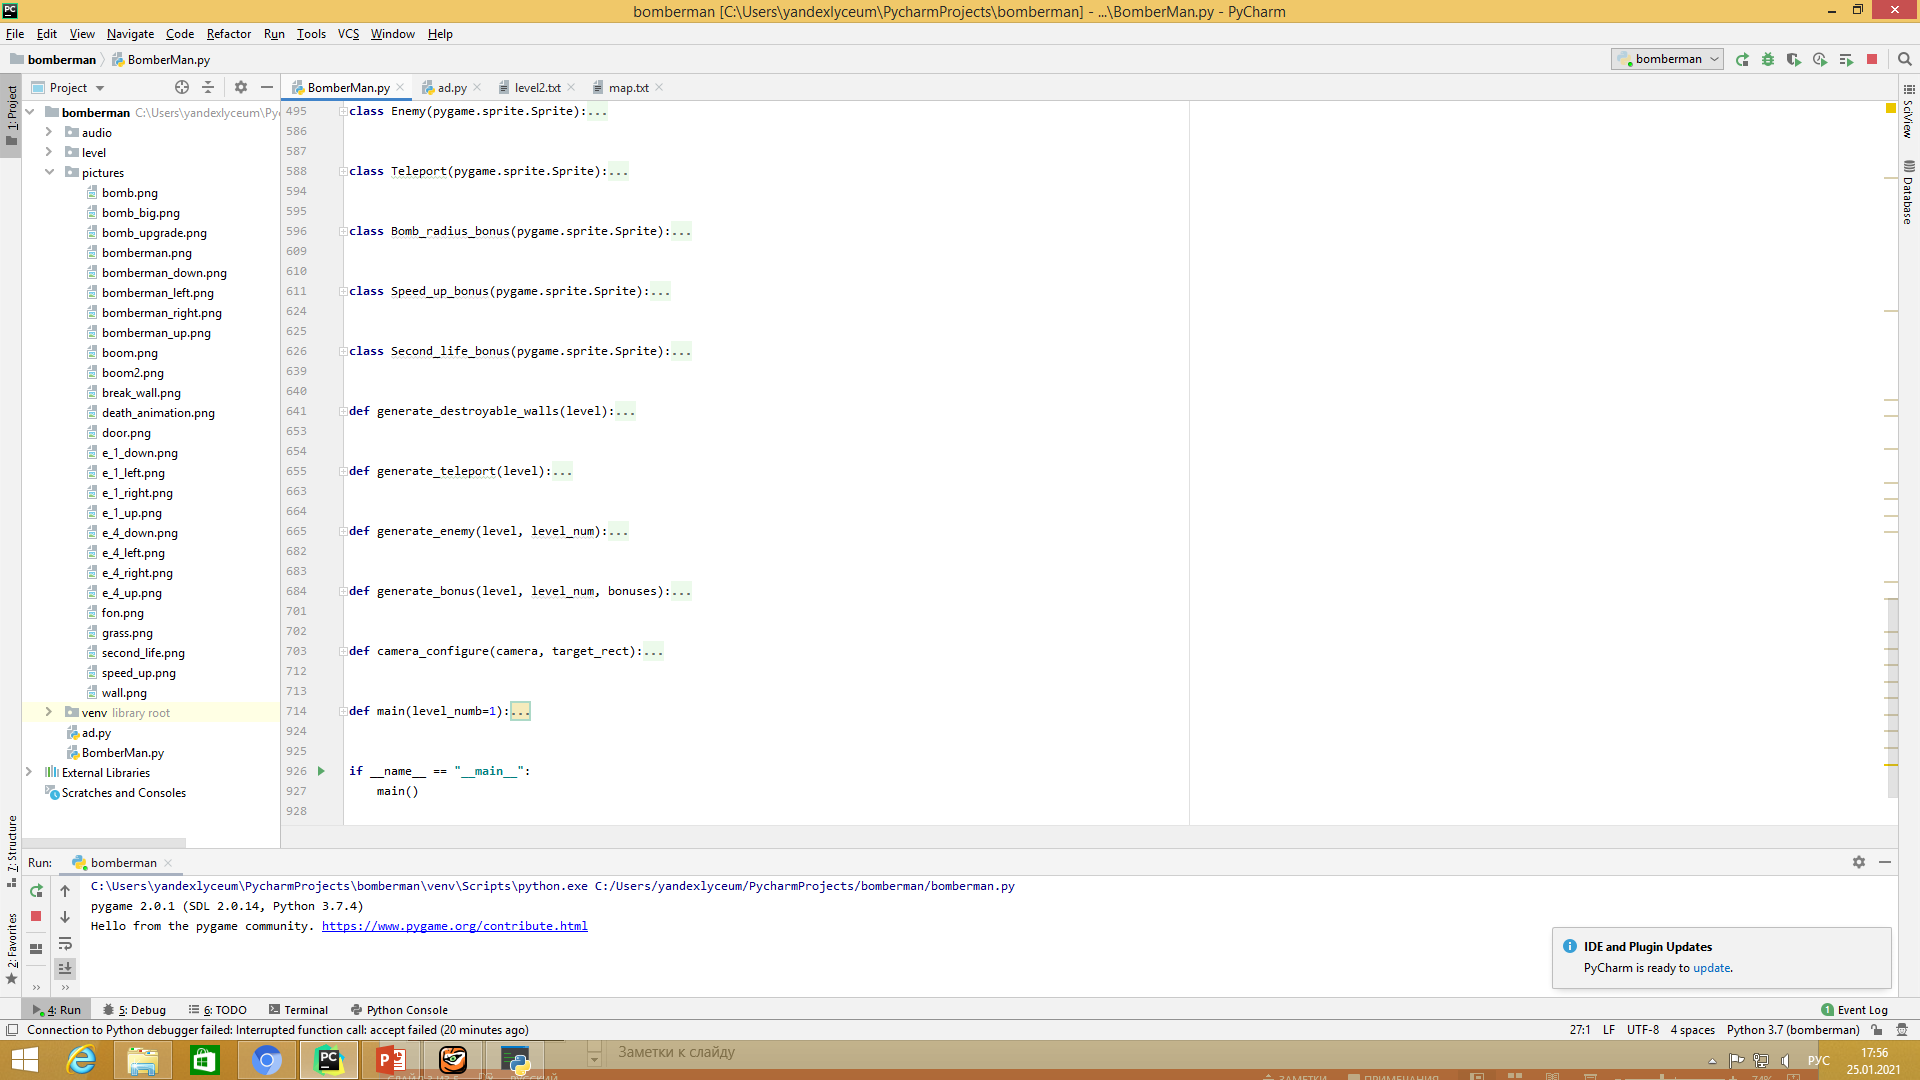 bomberman [C:\Users\yandexlyceum\PycharmProjects\bomberman] - ...\BomberMan.py - PyCharm
File Edit View Navigate Code Refactor Run Tools VCS Window Help
bomberman BomberMan.py
bomberman
Project
BomberMan.py ad.py level2.txt map.txt
1: Project
bomberman C:\Users\yandexlyceum\Py
audio
level
pictures
bomb.png
bomb_big.png
bomb_upgrade.png
bomberman.png
bomberman_down.png
bomberman_left.png
bomberman_right.png
bomberman_up.png
boom.png
boom2.png
break_wall.png
death_animation.png
door.png
e_1_down.png
e_1_left.png
e_1_right.png
e_1_up.png
e_4_down.png
e_4_left.png
e_4_right.png
e_4_up.png
fon.png
grass.png
second_life.png
speed_up.png
wall.png
venv library root
ad.py
BomberMan.py
External Libraries
Scratches and Consoles
495 class Enemy(pygame.sprite.Sprite):...
586
587
588 class Teleport(pygame.sprite.Sprite):...
594
595
596 class Bomb_radius_bonus(pygame.sprite.Sprite):...
609
610
611 class Speed_up_bonus(pygame.sprite.Sprite):...
624
625
626 class Second_life_bonus(pygame.sprite.Sprite):...
639
640
641 def generate_destroyable_walls(level):...
653
654
655 def generate_teleport(level):...
663
664
665 def generate_enemy(level, level_num):...
682
683
684 def generate_bonus(level, level_num, bonuses):...
701
702
703 def camera_configure(camera, target_rect):...
712
713
714 def main(level_numb=1):...
924
925
926 if __name__ == "__main__":
927 main()
928
SciView
Database
7: Structure
2: Favorites
Run: bomberman
C:\Users\yandexlyceum\PycharmProjects\bomberman\venv\Scripts\python.exe C:/Users/yandexlyceum/PycharmProjects/bomberman/bomberman.py
pygame 2.0.1 (SDL 2.0.14, Python 3.7.4)
Hello from the pygame community. https://www.pygame.org/contribute.html
IDE and Plugin Updates
PyCharm is ready to update.
4: Run 5: Debug 6: TODO Terminal Python Console 1 Event Log
Connection to Python debugger failed: Interrupted function call: accept failed (20 minutes ago) 27:1 LF UTF-8 4 spaces Python 3.7 (bomberman)
Заметки к слайду
РУС
17:56
25.01.2021